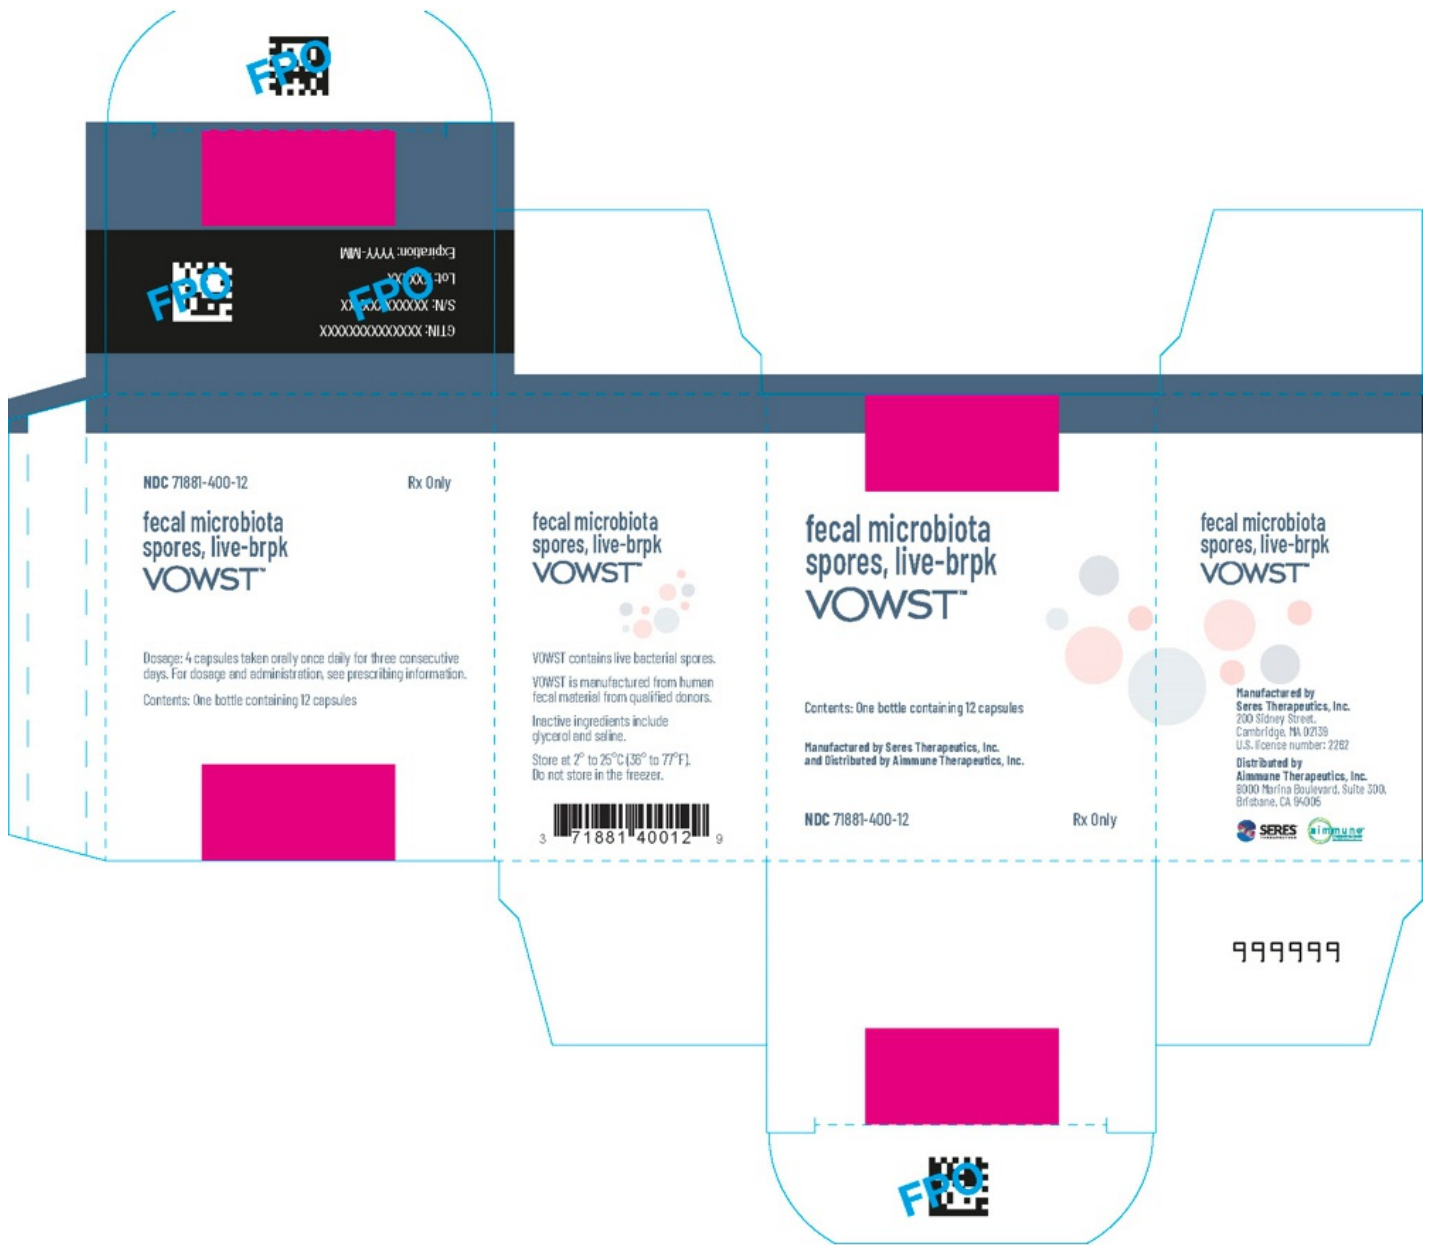 FPO
Expiration: YYYY-MM
FPO
FPO
S/N: XXXXXXXXXXXX
GTIN: XXXXXXXXXXXXXX
NDC 71881-400-12
Rx Only
fecal microbiota
spores, live-brpk
VOWST™
Dosage: 4 capsules taken orally once daily for three consecutive
days. For dosage and administration, see prescribing information.
Contents: One bottle containing 12 capsules
fecal microbiota
spores, live-brpk
VOWST™
VOWST contains live bacterial spores.
VOWST is manufactured from human
fecal material from qualified donors.
Inactive ingredients include
glycerol and saline.
Store at 2° to 25°C (36° to 77°F).
Do not store in the freezer.
3 71881 40012 9
fecal microbiota
spores, live-brpk
VOWST™
Contents: One bottle containing 12 capsules
Manufactured by Seres Therapeutics, Inc.
and Distributed by Aimmune Therapeutics, Inc.
NDC 71881-400-12
Rx Only
fecal microbiota
spores, live-brpk
VOWST™
Manufactured by
Seres Therapeutics, Inc.
200 Sidney Street,
Cambridge, MA 02139
U.S. license number: 2262
Distributed by
Aimmune Therapeutics, Inc.
8000 Marina Boulevard, Suite 300,
Brisbane, CA 94005
SERES
THERAPEUTICS
aimmune
999999
FPO